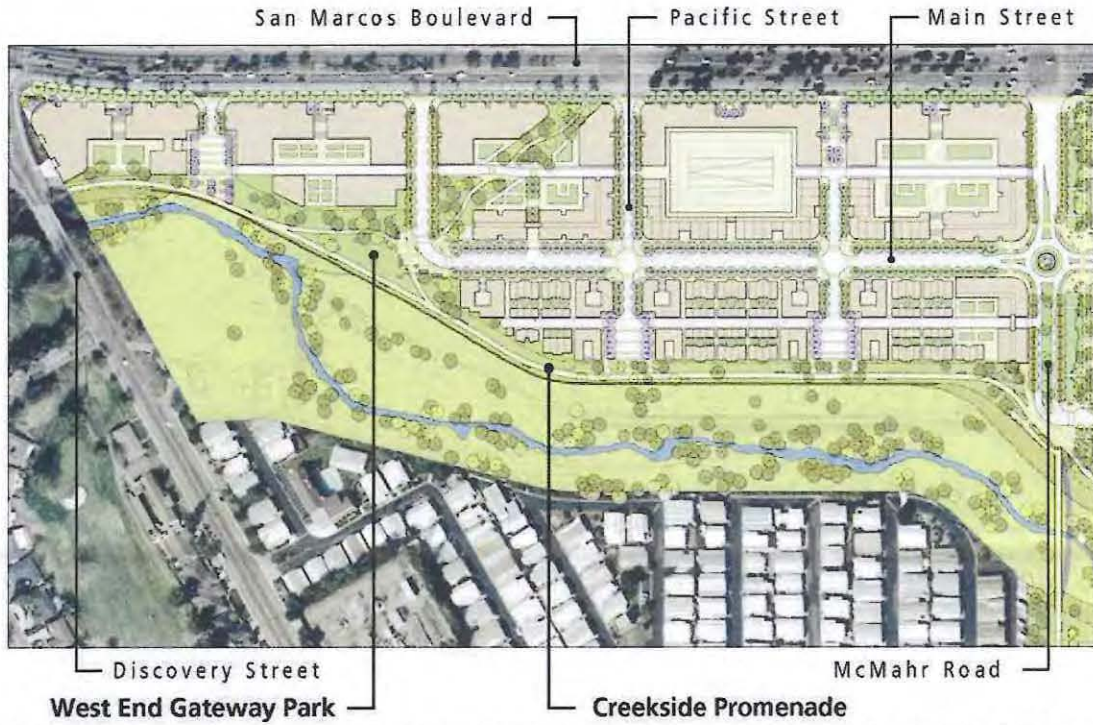 San Marcos Boulevard
Pacific Street
Main Street
Discovery Street
McMahr Road
West End Gateway Park
Creekside Promenade